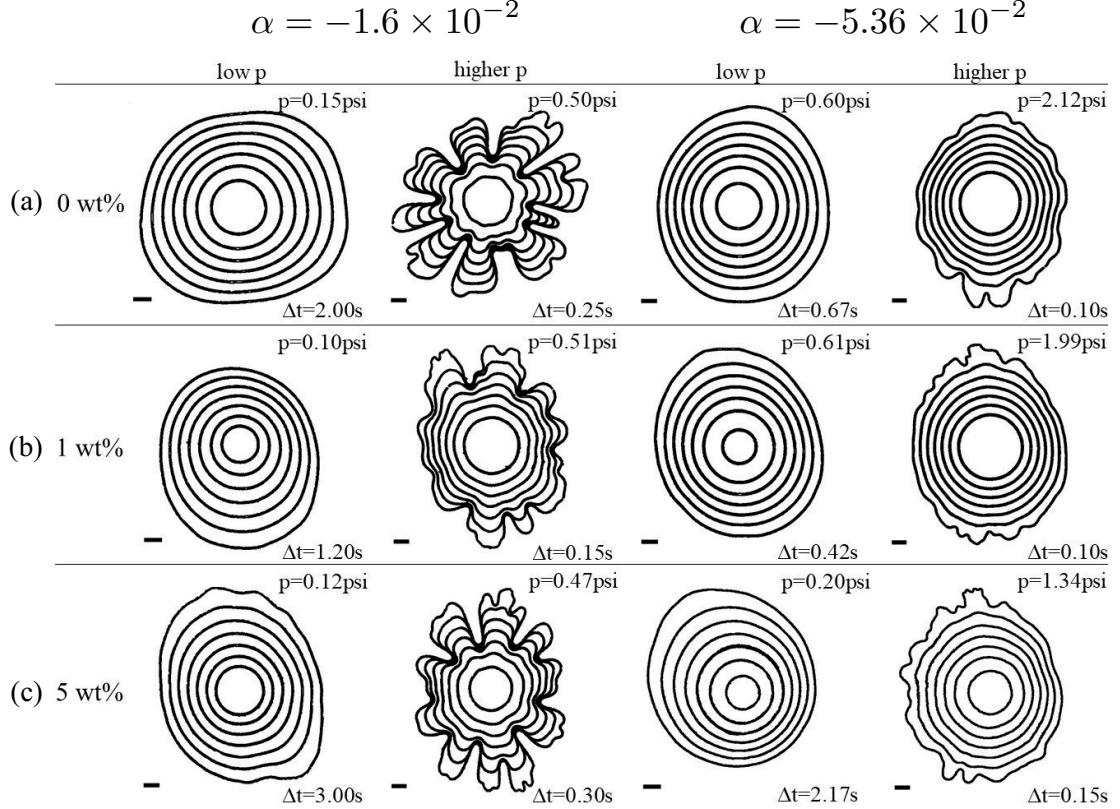 α = −1.6 × 10⁻² α = −5.36 × 10⁻²
low p higher p low p higher p
p=0.15psi p=0.50psi p=0.60psi p=2.12psi
(a) 0 wt%
Δt=2.00s Δt=0.25s Δt=0.67s Δt=0.10s
p=0.10psi p=0.51psi p=0.61psi p=1.99psi
(b) 1 wt%
Δt=1.20s Δt=0.15s Δt=0.42s Δt=0.10s
p=0.12psi p=0.47psi p=0.20psi p=1.34psi
(c) 5 wt%
Δt=3.00s Δt=0.30s Δt=2.17s Δt=0.15s